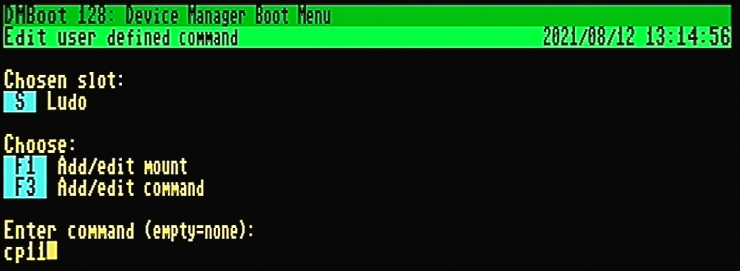 DMBoot 128: Device Manager Boot Menu
Edit user defined command 2021/08/12 13:14:56
Chosen slot:
S Ludo
Choose:
F1 Add/edit mount
F3 Add/edit command
Enter command (empty=none):
cp11